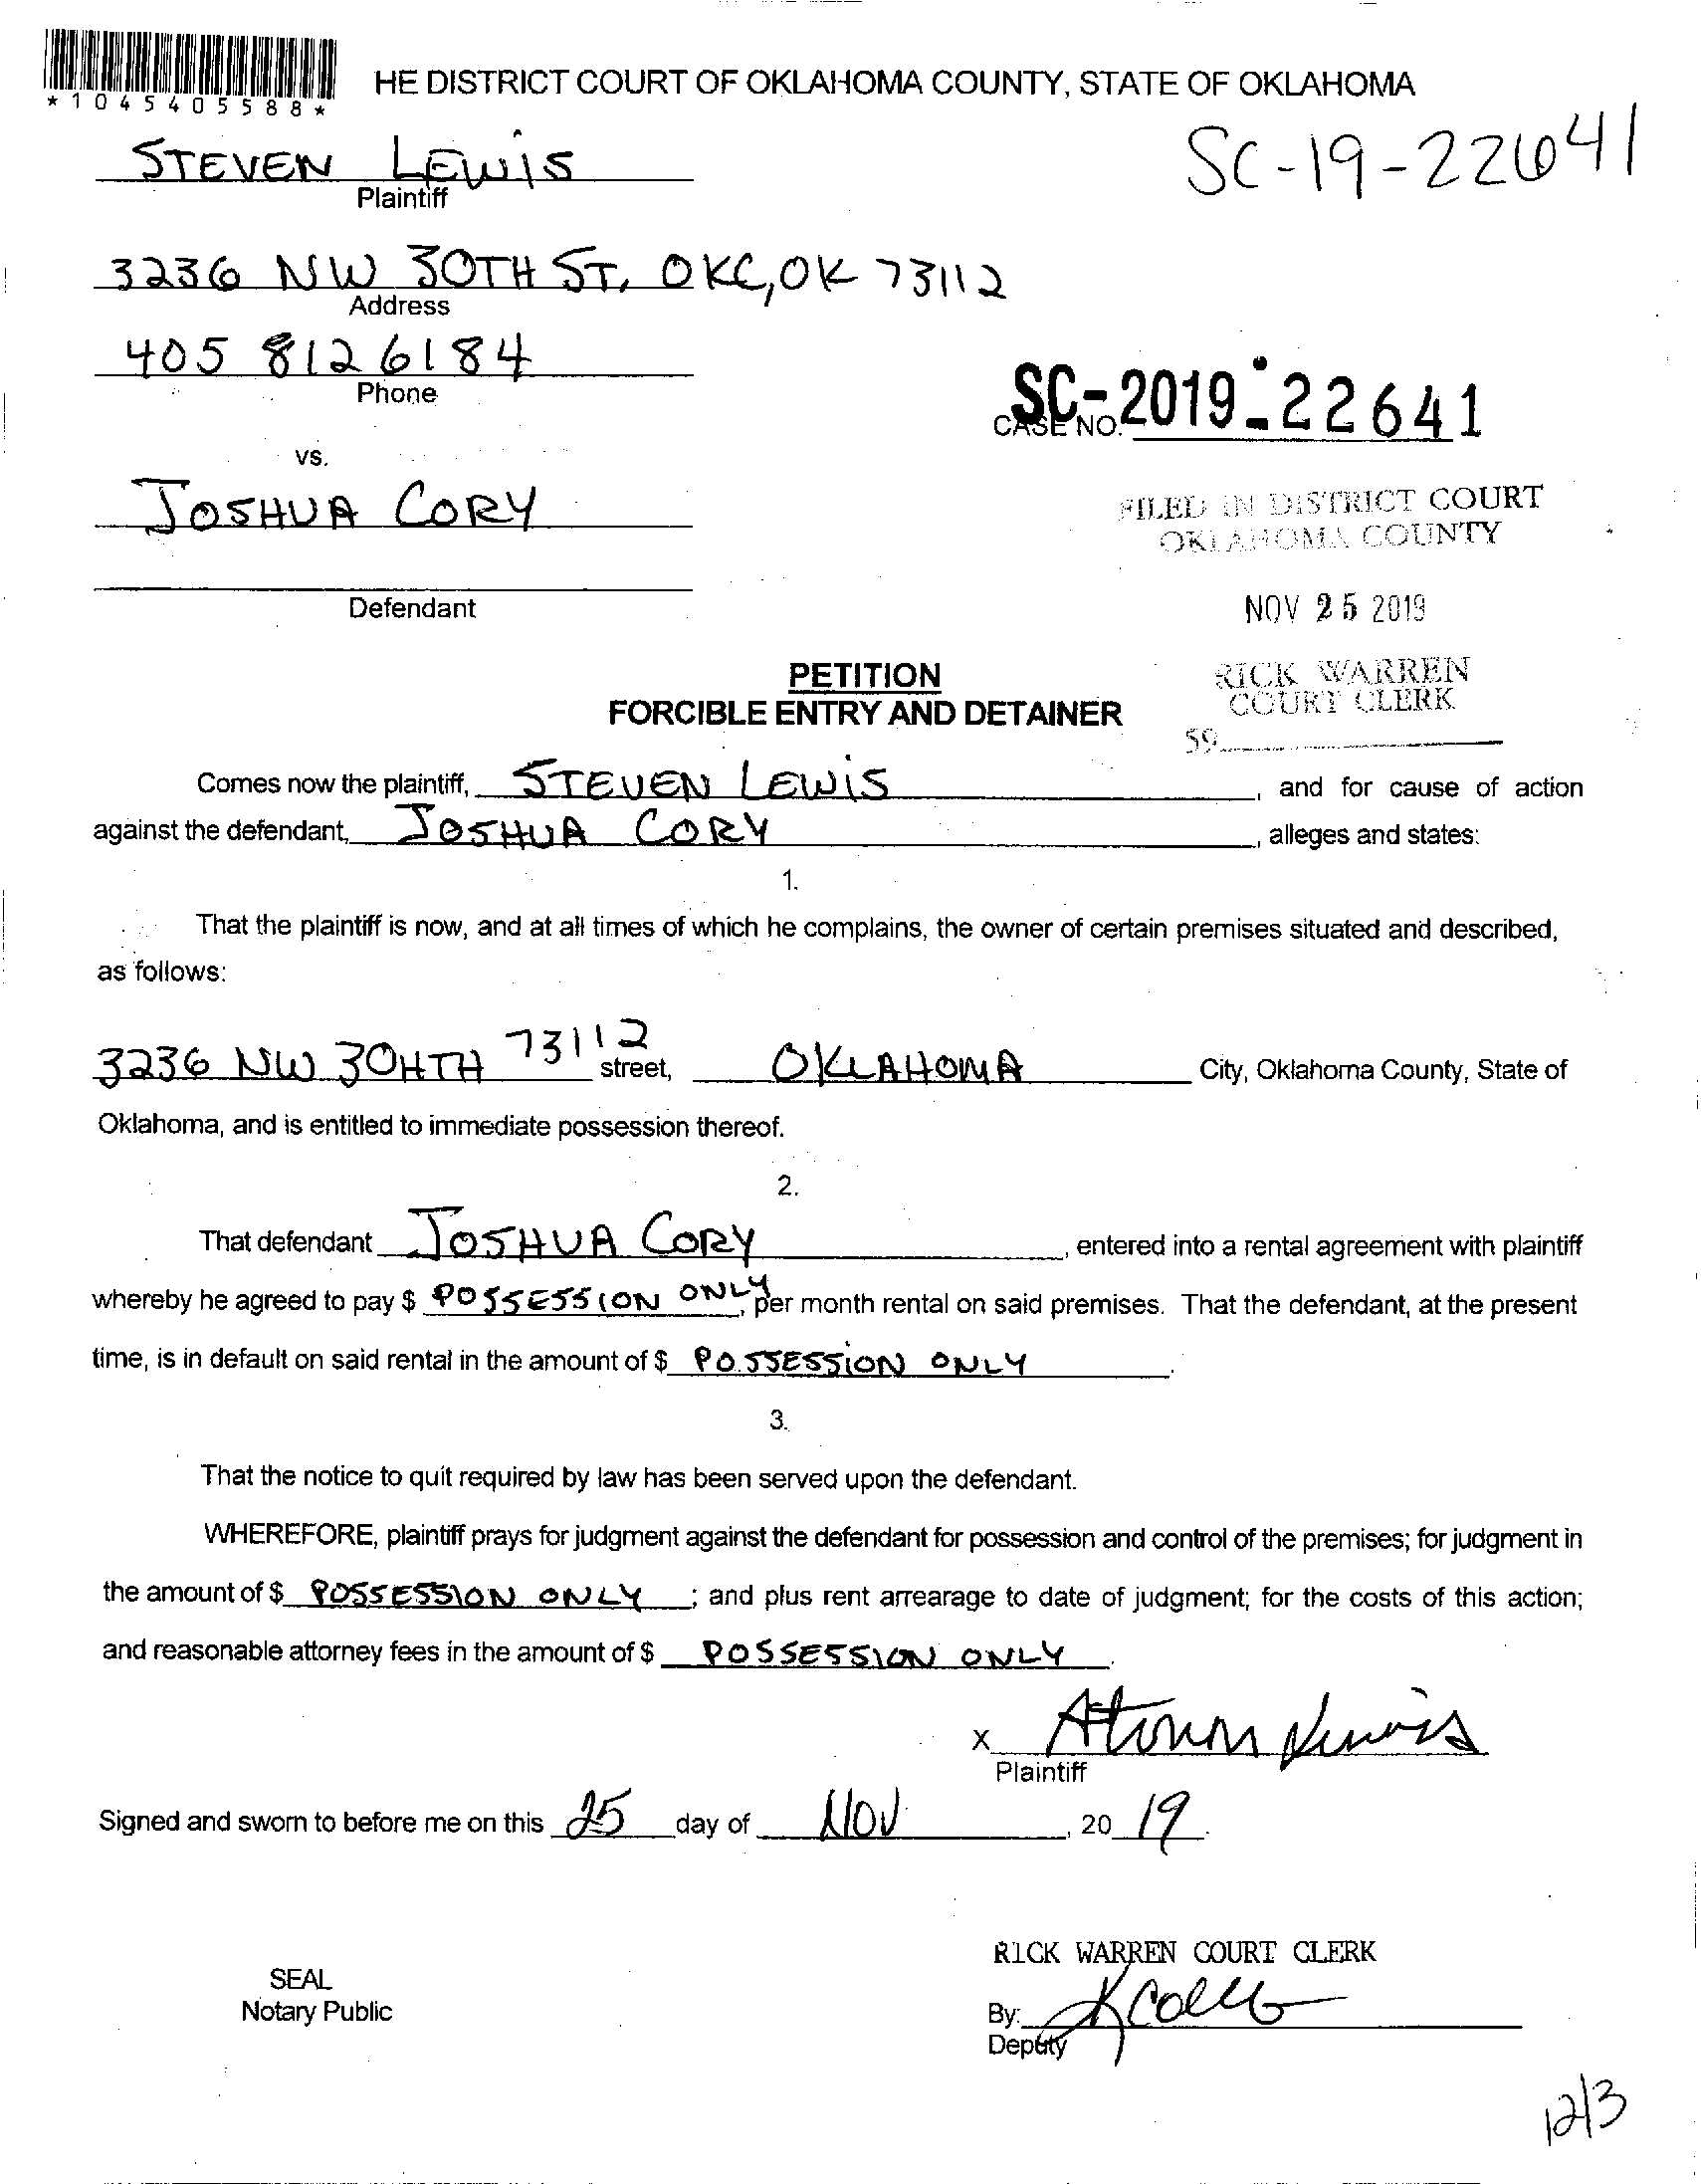 *1045405588*
HE DISTRICT COURT OF OKLAHOMA COUNTY, STATE OF OKLAHOMA
STEVEN LEWIS
Plaintiff
SC-19-22641
3236 NW 30TH ST, OKC, OK 73112
Address
405 812 6184
Phone
CASE NO. SC-2019-22641
vs.
JOSHUA CORY
Defendant
FILED IN DISTRICT COURT
OKLAHOMA COUNTY
NOV 25 2019
RICK WARREN
COURT CLERK
59
PETITION
FORCIBLE ENTRY AND DETAINER
Comes now the plaintiff, STEVEN LEWIS, and for cause of action
against the defendant, JOSHUA CORY, alleges and states:
1.
That the plaintiff is now, and at all times of which he complains, the owner of certain premises situated and described,
as follows:
3236 NW 30HTH 73112 street, OKLAHOMA City, Oklahoma County, State of
Oklahoma, and is entitled to immediate possession thereof.
2.
That defendant JOSHUA CORY, entered into a rental agreement with plaintiff
whereby he agreed to pay $ POSSESSION ONLY, per month rental on said premises. That the defendant, at the present
time, is in default on said rental in the amount of $ POSSESSION ONLY.
3.
That the notice to quit required by law has been served upon the defendant.
WHEREFORE, plaintiff prays for judgment against the defendant for possession and control of the premises; for judgment in
the amount of $ POSSESSION ONLY; and plus rent arrearage to date of judgment; for the costs of this action;
and reasonable attorney fees in the amount of $ POSSESSION ONLY.
X
Plaintiff
Signed and sworn to before me on this 25 day of NOV, 20 19.
RICK WARREN COURT CLERK
SEAL
Notary Public
By:
Deputy
12/3